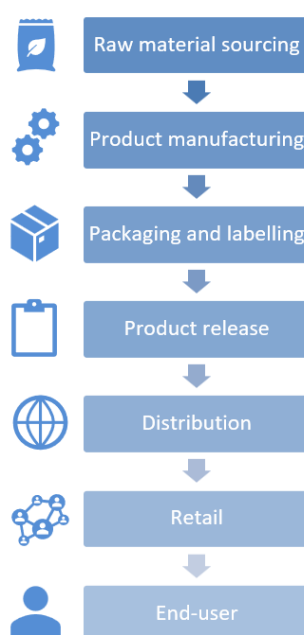 Raw material sourcing
Product manufacturing
Packaging and labelling
Product release
Distribution
Retail
End-user